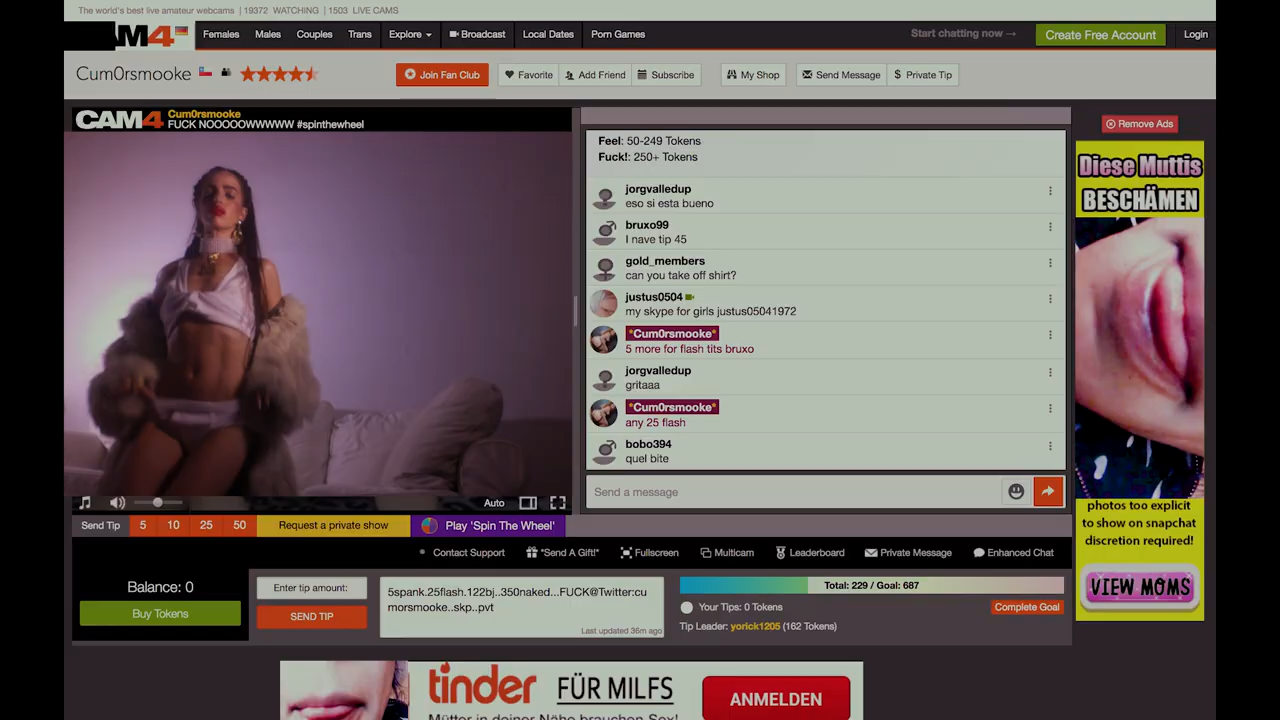 The world's best live amateur webcams | 19372 WATCHING | 1503 LIVE CAMS
AM4 Females Males Couples Trans Explore Broadcast Local Dates Porn Games Start chatting now → Create Free Account Login
Cum0rsmooke Join Fan Club Favorite Add Friend Subscribe My Shop Send Message $ Private Tip
CAM4 Cum0rsmooke
FUCK NOOOOOWWWWW #spinthewheel
Feel: 50-249 Tokens
Fuck!: 250+ Tokens
jorgvalledup
eso si esta bueno
bruxo99
I nave tip 45
gold_members
can you take off shirt?
justus0504
my skype for girls justus05041972
*Cum0rsmooke*
5 more for flash tits bruxo
jorgvalledup
gritaaa
*Cum0rsmooke*
any 25 flash
bobo394
quel bite
Send a message
Auto
Send Tip 5 10 25 50 Request a private show Play 'Spin The Wheel'
Contact Support *Send A Gift!* Fullscreen Multicam Leaderboard Private Message Enhanced Chat
Balance: 0
Buy Tokens
Enter tip amount:
SEND TIP
5spank.25flash.122bj..350naked...FUCK@Twitter:cu
morsmooke..skp..pvt
Last updated 36m ago
Total: 229 / Goal: 687
Your Tips: 0 Tokens Complete Goal
Tip Leader: yorick1205 (162 Tokens)
Remove Ads
Diese Muttis
BESCHÄMEN
photos too explicit
to show on snapchat
discretion required!
VIEW MOMS
tinder FÜR MILFS ANMELDEN
Mütter in deiner Nähe brauchen Sex!